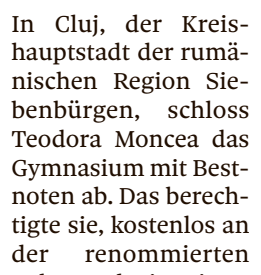 In Cluj, der Kreis-
hauptstadt der rumä-
nischen Region Sie-
benbürgen, schloss
Teodora Moncea das
Gymnasium mit Best-
noten ab. Das berech-
tigte sie, kostenlos an
der renommierten